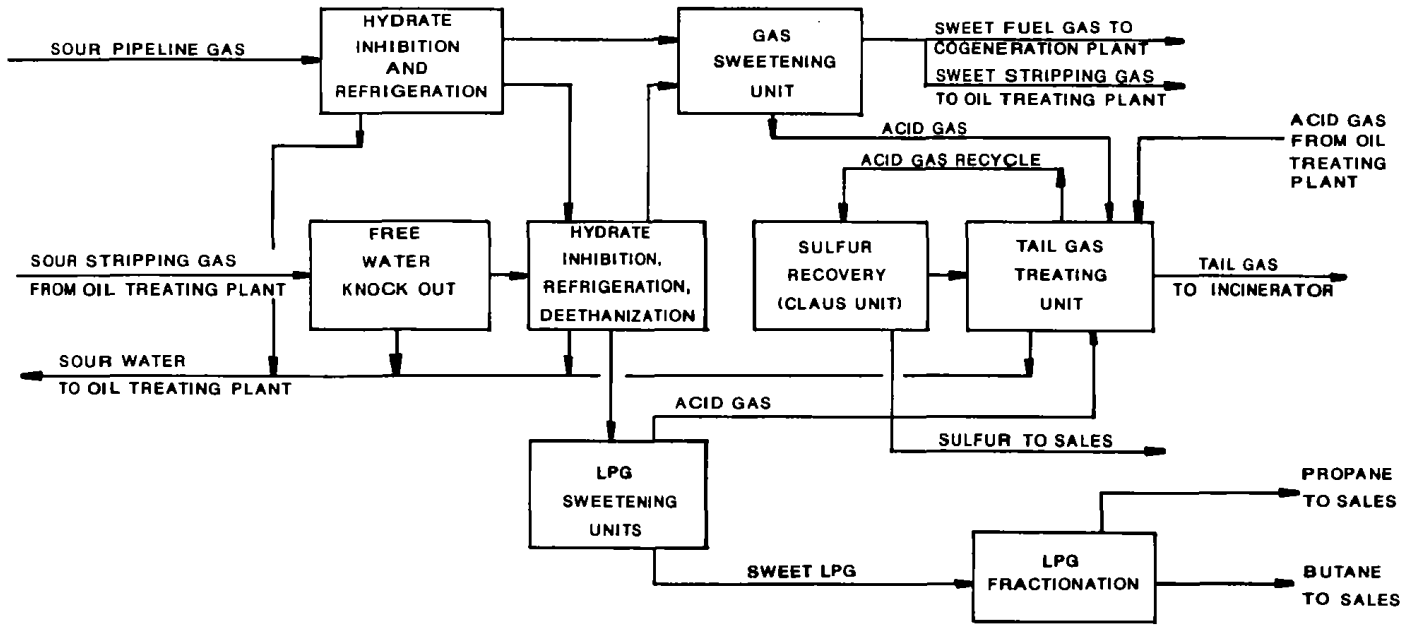 SOUR PIPELINE GAS
HYDRATE
INHIBITION
AND
REFRIGERATION
GAS
SWEETENING
UNIT
SWEET FUEL GAS TO
COGENERATION PLANT
SWEET STRIPPING GAS
TO OIL TREATING PLANT
ACID GAS
ACID GAS
FROM OIL
TREATING
PLANT
ACID GAS RECYCLE
SOUR STRIPPING GAS
FROM OIL TREATING PLANT
FREE
WATER
KNOCK OUT
HYDRATE
INHIBITION,
REFRIGERATION,
DEETHANIZATION
SULFUR
RECOVERY
(CLAUS UNIT)
TAIL GAS
TREATING
UNIT
TAIL GAS
TO INCINERATOR
SOUR WATER
TO OIL TREATING PLANT
ACID GAS
SULFUR TO SALES
LPG
SWEETENING
UNITS
SWEET LPG
LPG
FRACTIONATION
PROPANE
TO SALES
BUTANE
TO SALES